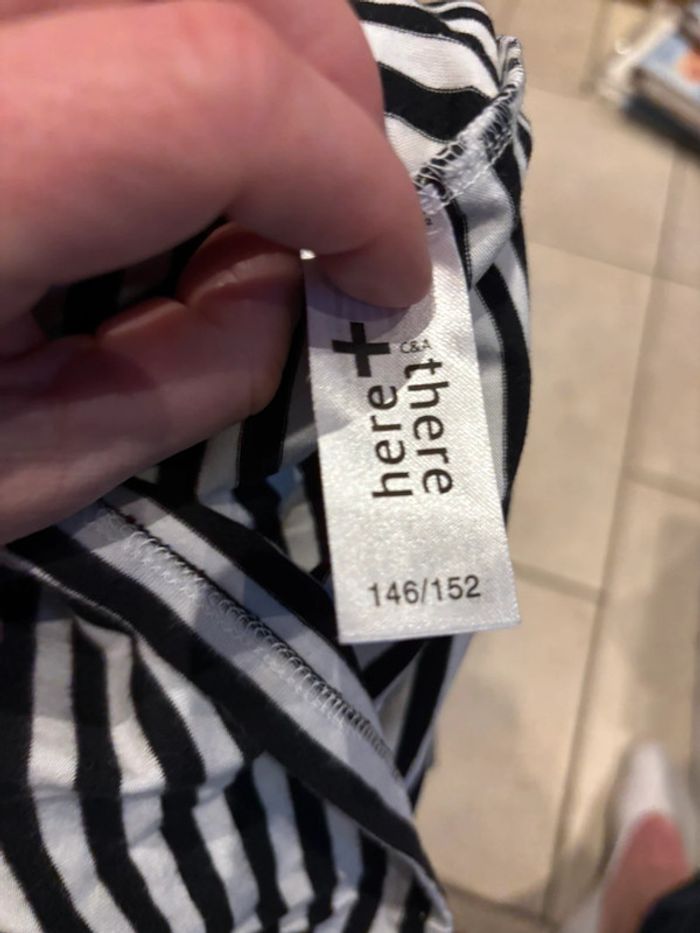 C&A
here + there
146/152